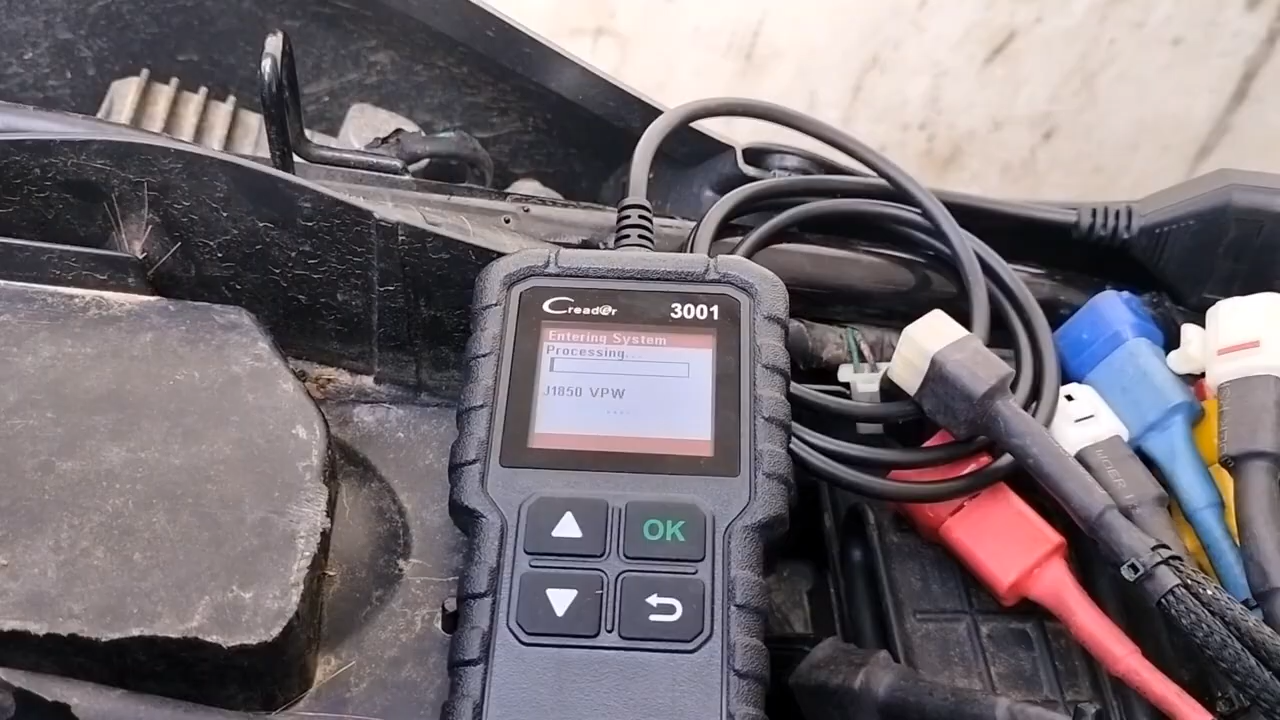 Creader
3001
Entering System
Processing...
J1850 VPW
....
OK